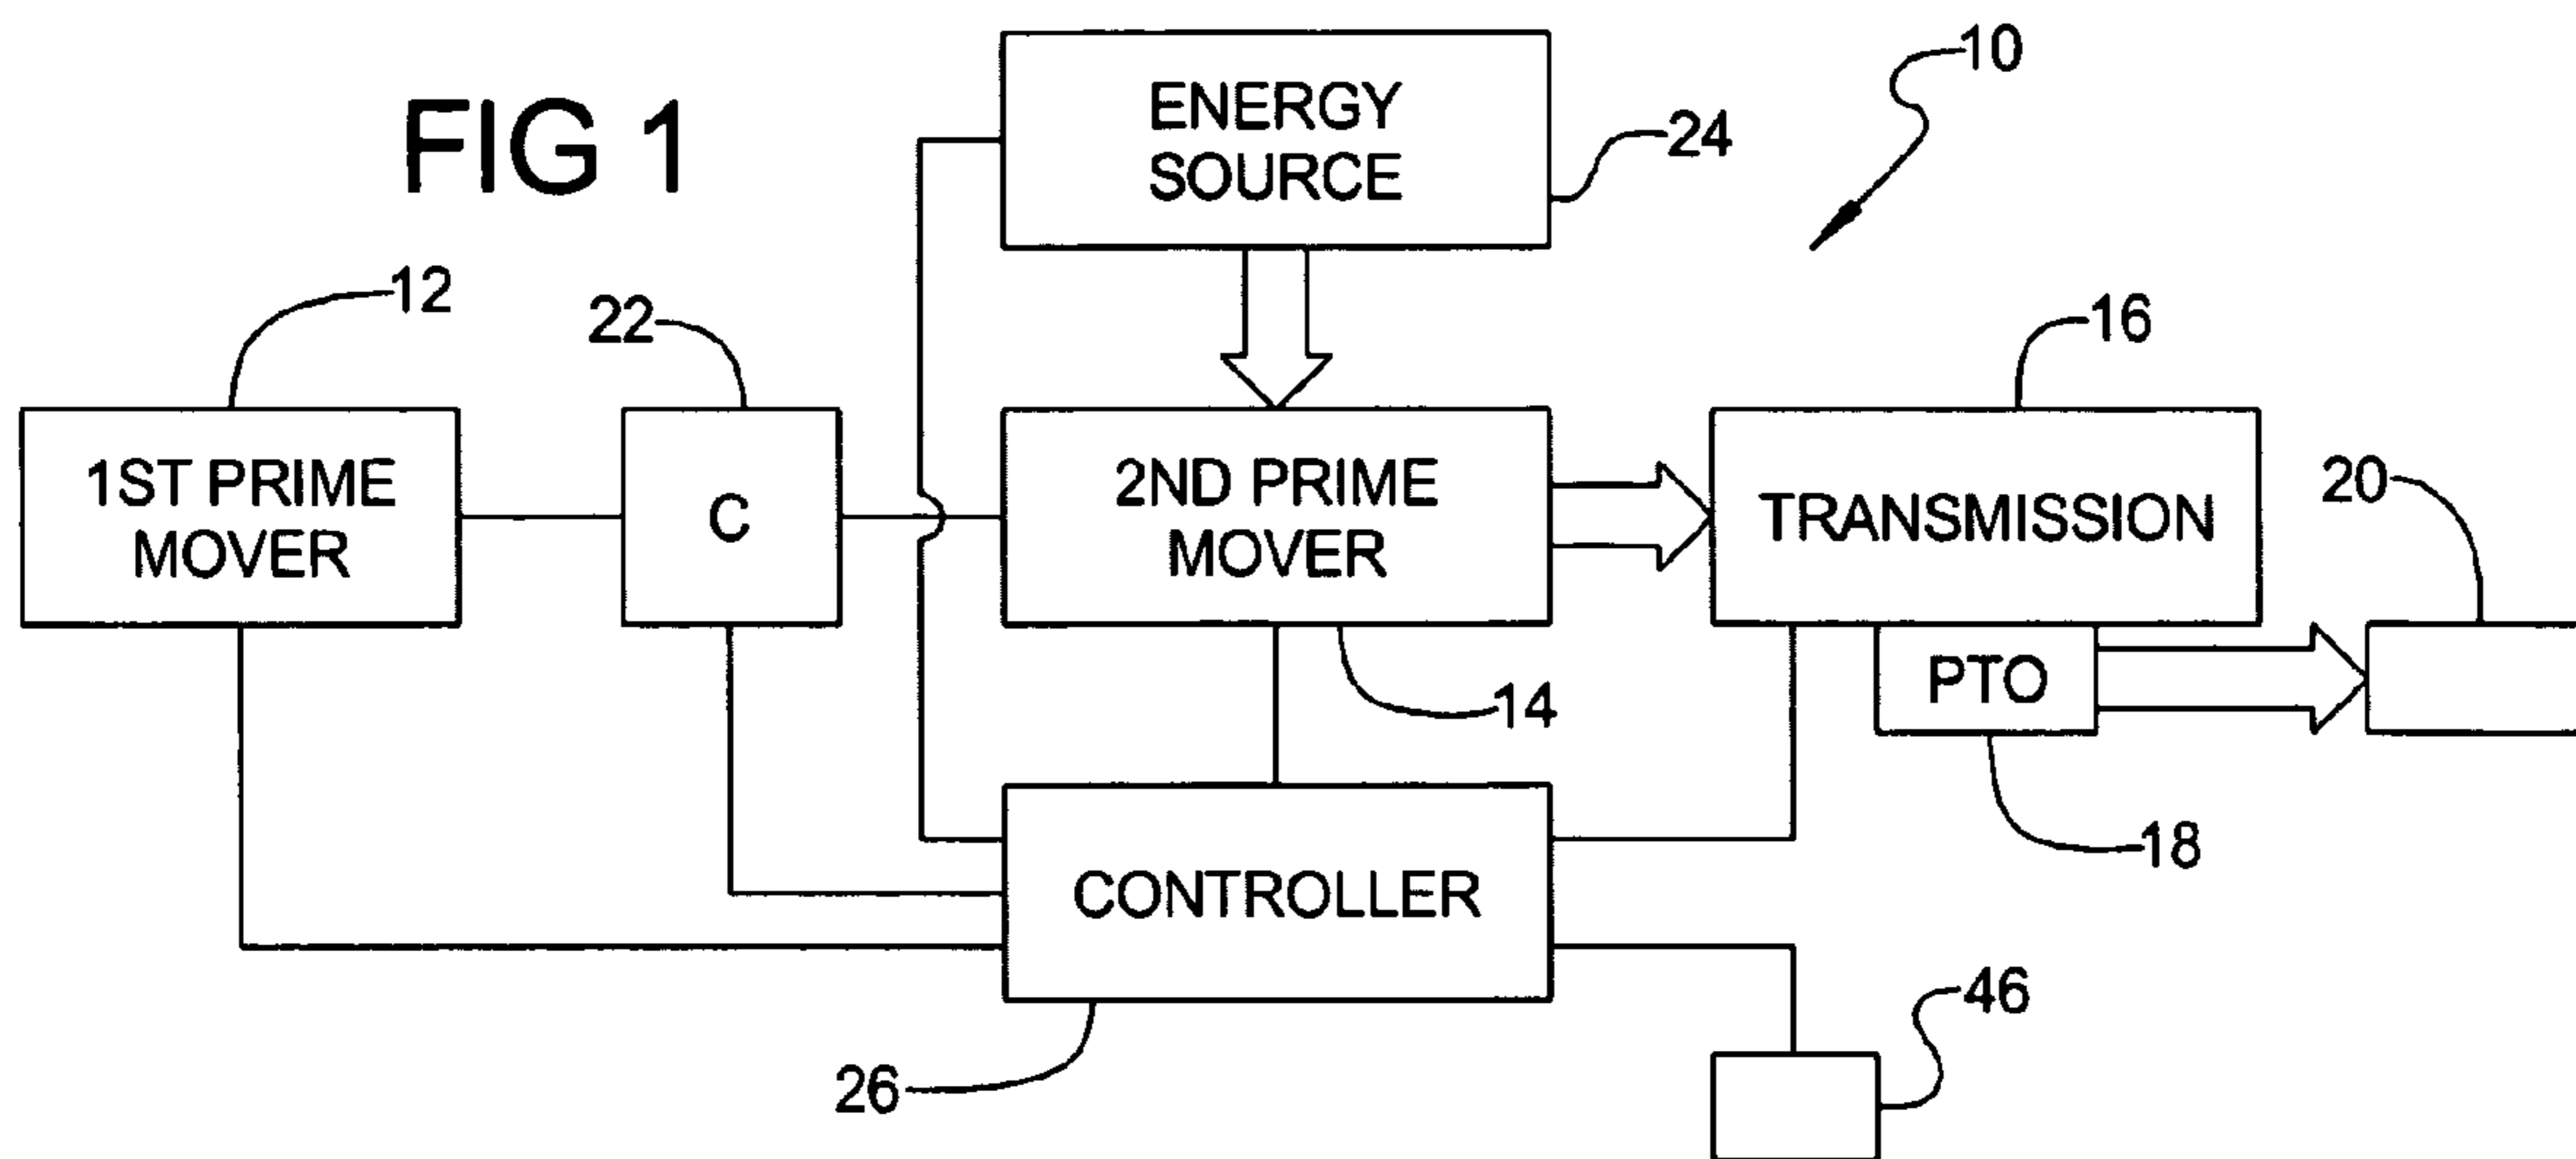 FIG 1
ENERGY
SOURCE
10
24
12
22
16
1ST PRIME
MOVER
C
2ND PRIME
MOVER
TRANSMISSION
20
14
PTO
18
CONTROLLER
26
46